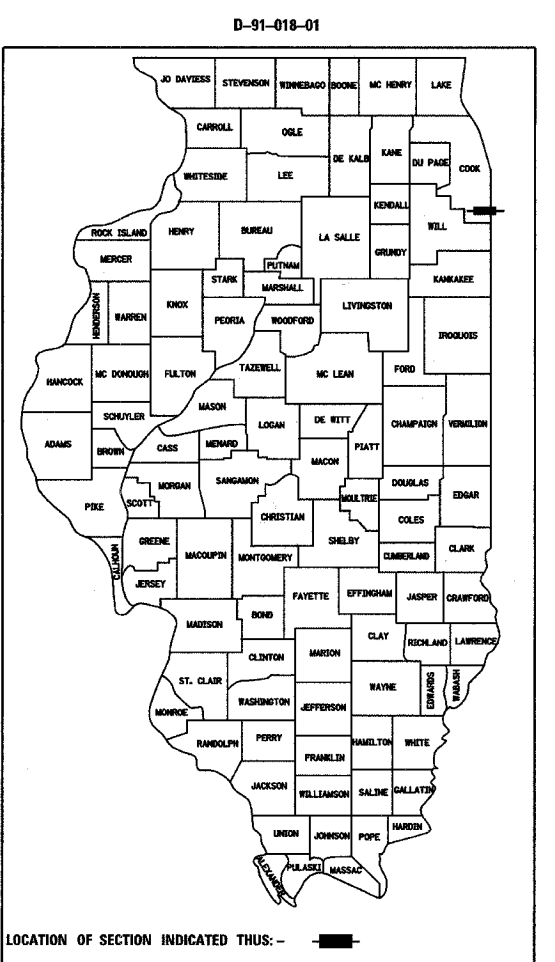 D-91-018-01
JO DAVIESS STEVENSON WINNEBAGO BOONE MC HENRY LAKE
CARROLL OGLE
DE KALB KANE DU PAGE COOK
WHITESIDE LEE
KENDALL
ROCK ISLAND HENRY BUREAU LA SALLE WILL
MERCER PUTNAM GRUNDY
STARK MARSHALL KANKAKEE
HENDERSON WARREN KNOX PEORIA WOODFORD LIVINGSTON IROQUOIS
HANCOCK MC DONOUGH FULTON TAZEWELL MC LEAN FORD
SCHUYLER MASON
ADAMS BROWN CASS MENARD LOGAN DE WITT PIATT CHAMPAIGN VERMILION
MACON
PIKE SCOTT MORGAN SANGAMON MOULTRIE DOUGLAS EDGAR
CHRISTIAN COLES
CALHOUN GREENE MACOUPIN MONTGOMERY SHELBY CUMBERLAND CLARK
JERSEY FAYETTE EFFINGHAM JASPER CRAWFORD
MADISON BOND
CLAY RICHLAND LAWRENCE
CLINTON MARION
ST. CLAIR WAYNE EDWARDS WABASH
WASHINGTON JEFFERSON
MONROE
RANDOLPH PERRY FRANKLIN HAMILTON WHITE
JACKSON WILLIAMSON SALINE GALLATIN
UNION JOHNSON POPE HARDIN
ALEXANDER PULASKI MASSAC
LOCATION OF SECTION INDICATED THUS: -